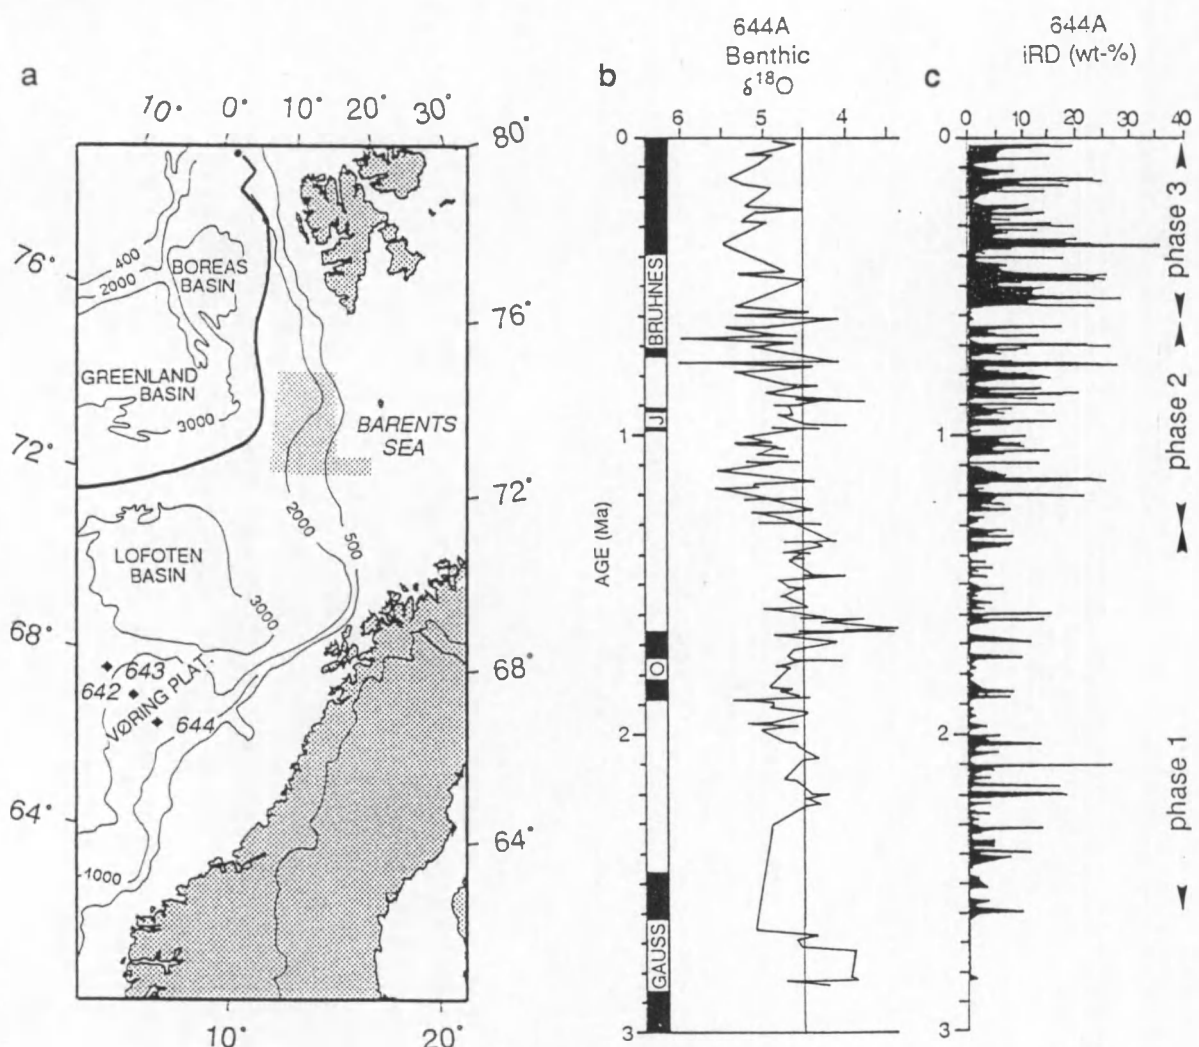 a
10° 0° 10° 20° 30°
80°
76°
72°
68°
64°
76°
72°
68°
64°
10° 20°
400
2000
BOREAS
BASIN
GREENLAND
BASIN
3000
BARENTS
SEA
2000
500
LOFOTEN
BASIN
3000
643
642
VØRING PLAT.
644
1000
b
644A
Benthic
δ18O
6 5 4
0
1
2
3
AGE (Ma)
BRUHNES
J
O
GAUSS
c
644A
iRD (wt-%)
0 10 20 30 40
0
1
2
3
phase 3
phase 2
phase 1